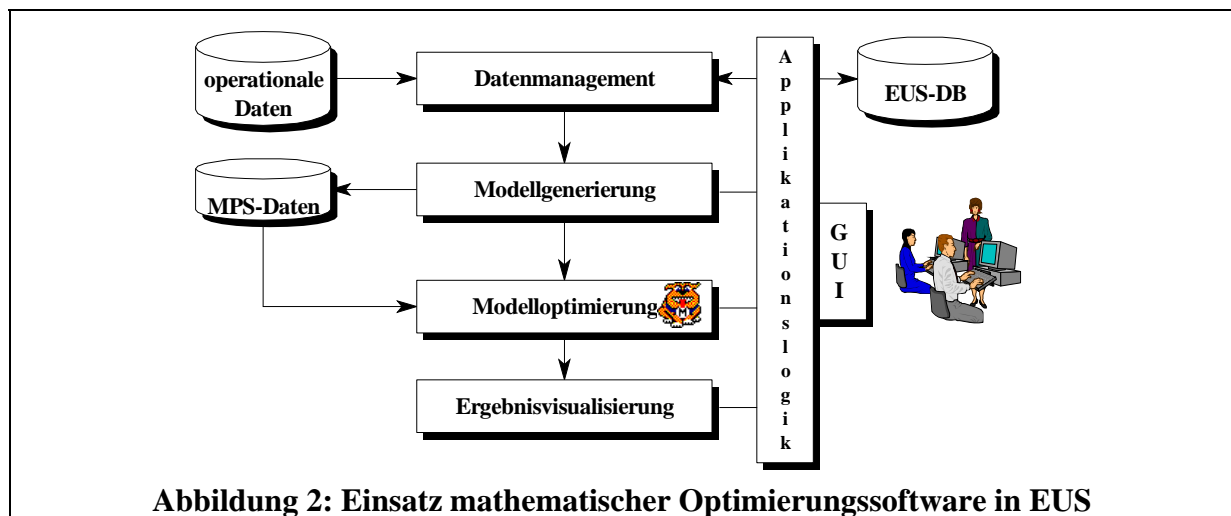 operationale
Daten
Datenmanagement
EUS-DB
MPS-Daten
Modellgenerierung
Modelloptimierung
M
Ergebnisvisualisierung
Applikationslogik
GUI
Abbildung 2: Einsatz mathematischer Optimierungssoftware in EUS